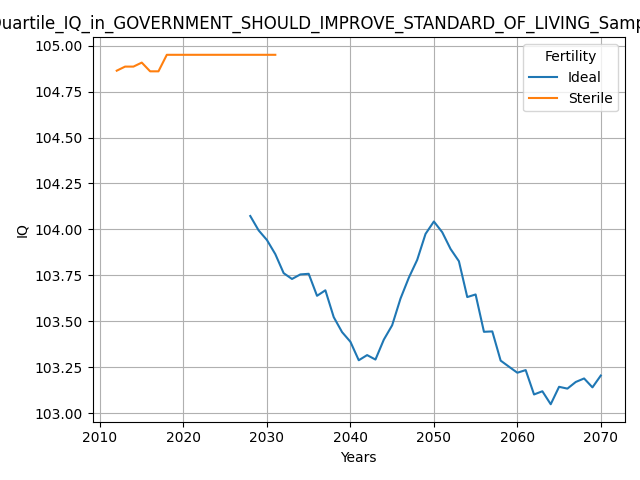 uartile_IQ_in_GOVERNMENT_SHOULD_IMPROVE_STANDARD_OF_LIVING_Samp
105.00
104.75
104.50
104.25
104.00
103.75
103.50
103.25
103.00
IQ
Fertility
Ideal
Sterile
2010 2020 2030 2040 2050 2060 2070
Years